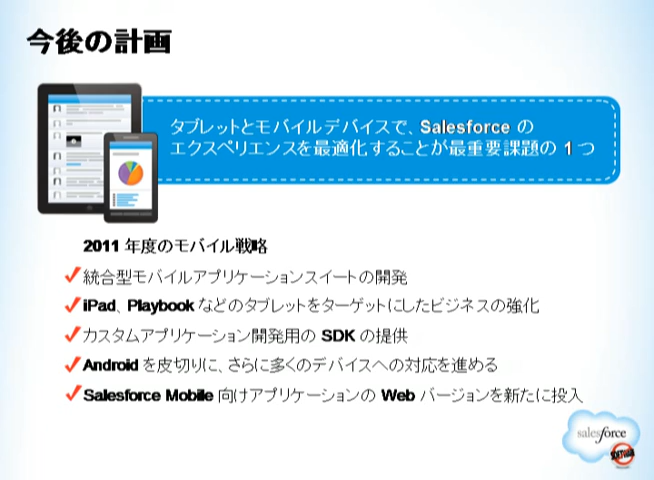 今後の計画
タブレットとモバイルデバイスで、Salesforce の
エクスペリエンスを最適化することが最重要課題の 1 つ
2011 年度のモバイル戦略
統合型モバイルアプリケーションスイートの開発
iPad、Playbook などのタブレットをターゲットにしたビジネスの強化
カスタムアプリケーション開発用の SDK の提供
Android を皮切りに、さらに多くのデバイスへの対応を進める
Salesforce Mobile 向けアプリケーションの Web バージョンを新たに投入
salesforce